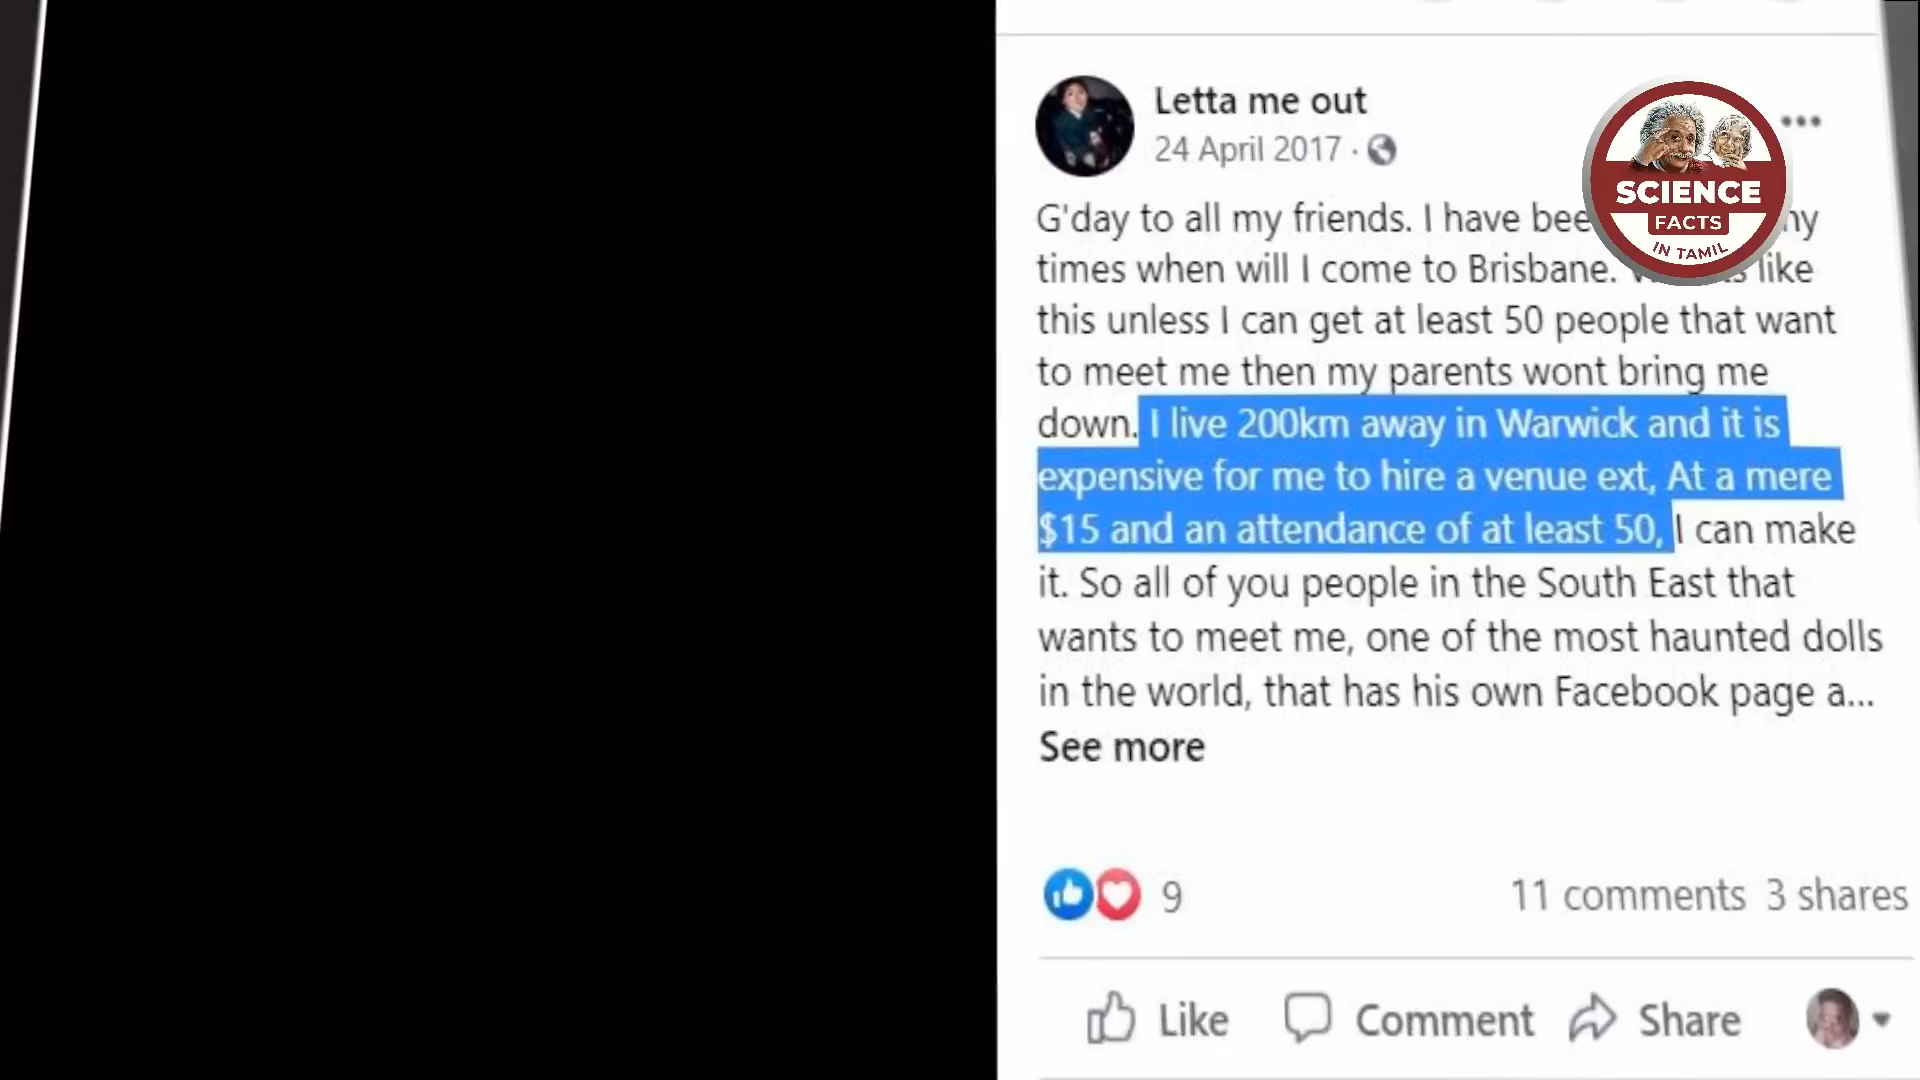 Letta me out
24 April 2017 ·
G'day to all my friends. I have bee
times when will I come to Brisbane. like
this unless I can get at least 50 people that want
to meet me then my parents wont bring me
down. I live 200km away in Warwick and it is
expensive for me to hire a venue ext, At a mere
$15 and an attendance of at least 50, I can make
it. So all of you people in the South East that
wants to meet me, one of the most haunted dolls
in the world, that has his own Facebook page a...
See more
9 11 comments 3 shares
Like Comment Share
SCIENCE
FACTS
IN TAMIL